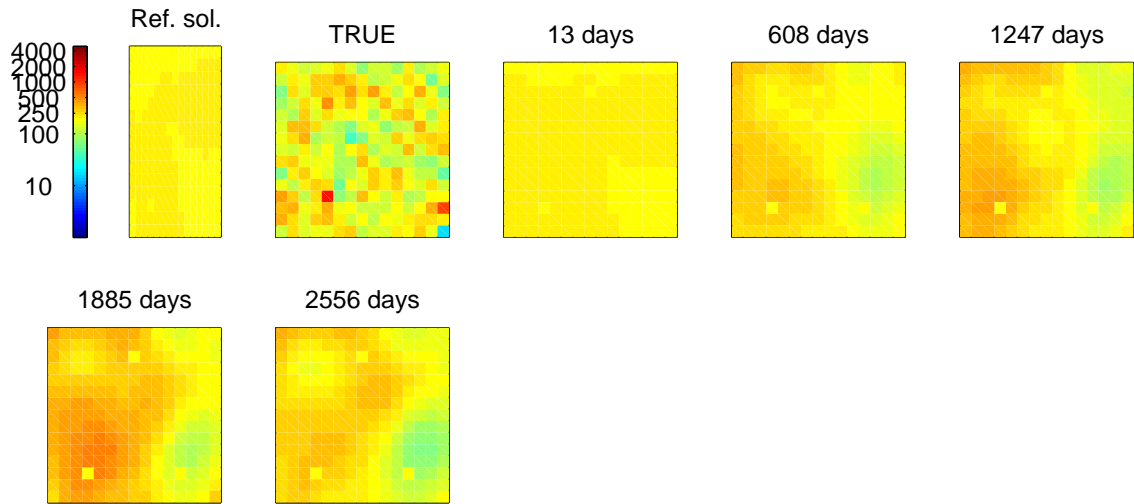 Ref. sol.
TRUE
13 days
608 days
1247 days
4000
2000
1000
500
250
100
10
1885 days
2556 days